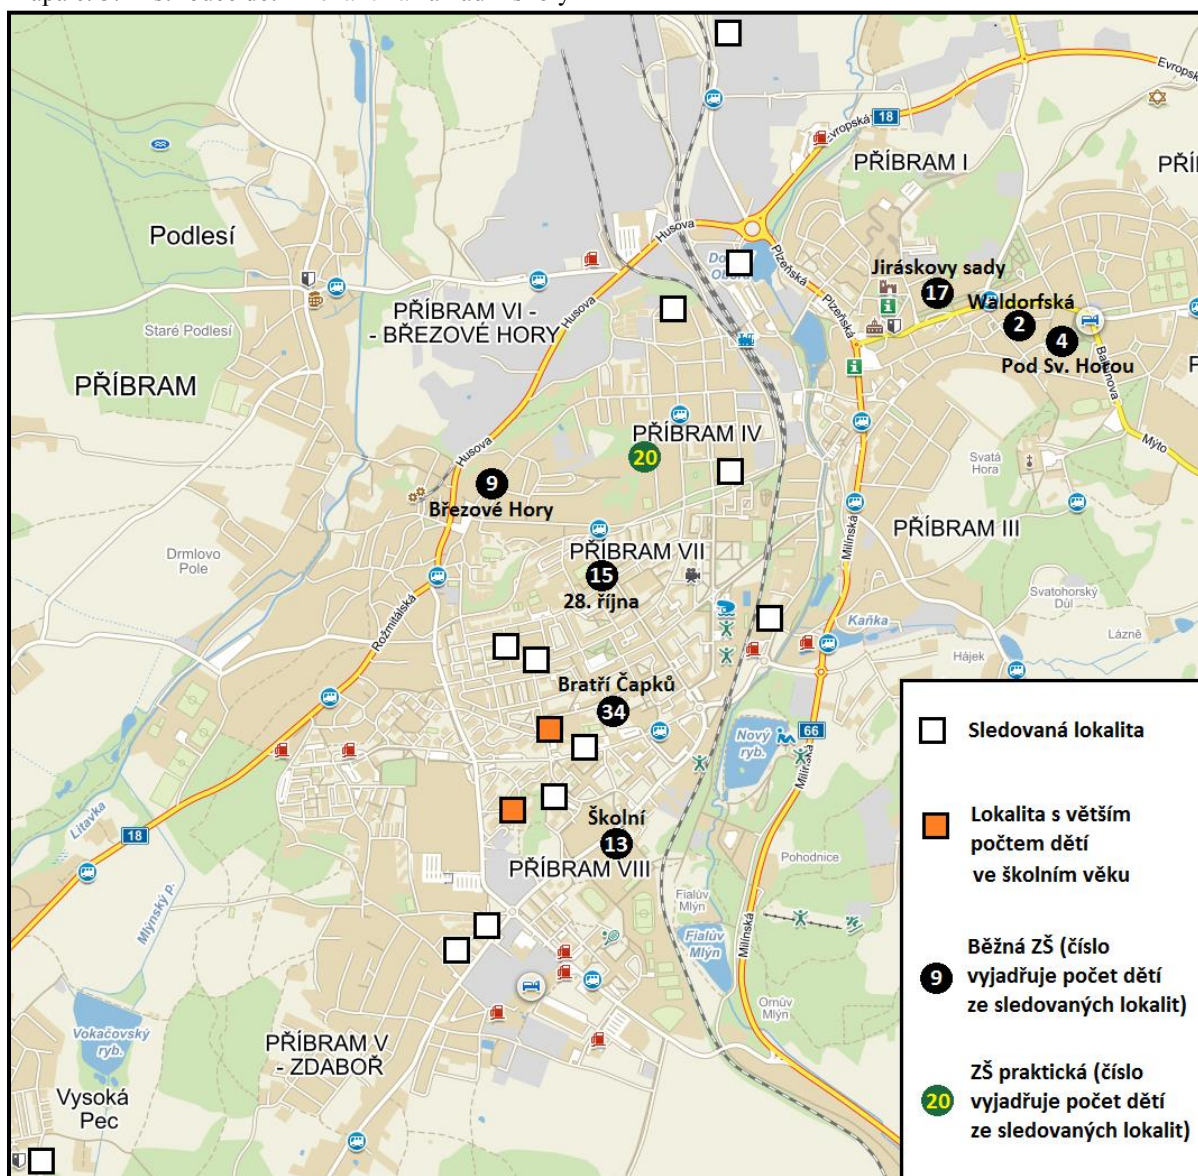 PŘÍBRAM I
Evropská
18
Evropská
Podlesí
Husova
Plzeňská
Jiráskovy sady
17
Waldorfská
2
4
Pod Sv. Horou
Staré Podlesí
PŘÍBRAM VI -
- BŘEZOVÉ HORY
Husova
Plzeňská
PŘÍBRAM
PŘÍBRAM IV
20
Husova
9
Březové Hory
Mýto
Svatá
Hora
Milínská
PŘÍBRAM III
Drmlovo
Pole
PŘÍBRAM VII
15
28. října
Rožmitálská
Svatohorský
Důl
Kaňka
Lázně
Hájek
Bratří Čapků
34
Nový
ryb.
66
Milínská
Litavka
18
Mlýnský p.
Školní
13
PŘÍBRAM VIII
Pohodnice
Fialův
Mlýn
Fialův
Mlýn
Milínská
Ornův
Mlýn
Vokačovský
ryb.
PŘÍBRAM V
- ZDABOŘ
Vysoká
Pec
Sledovaná lokalita
Lokalita s větším
počtem dětí
ve školním věku
9
Běžná ZŠ (číslo
vyjadřuje počet dětí
ze sledovaných lokalit)
20
ZŠ praktická (číslo
vyjadřuje počet dětí
ze sledovaných lokalit)